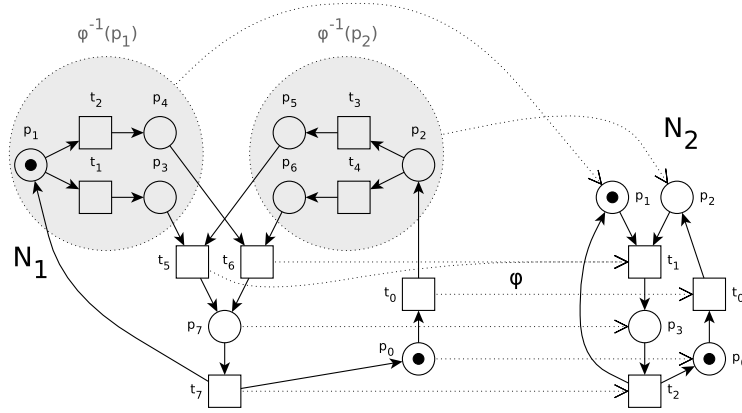 φ⁻¹(p₁)
φ⁻¹(p₂)
t₂
p₄
p₅
t₃
p₁
p₂
N₂
t₁
p₃
p₆
t₄
p₁
p₂
N₁
t₅
t₆
t₁
φ
t₀
t₀
p₇
p₃
p₀
t₇
t₂